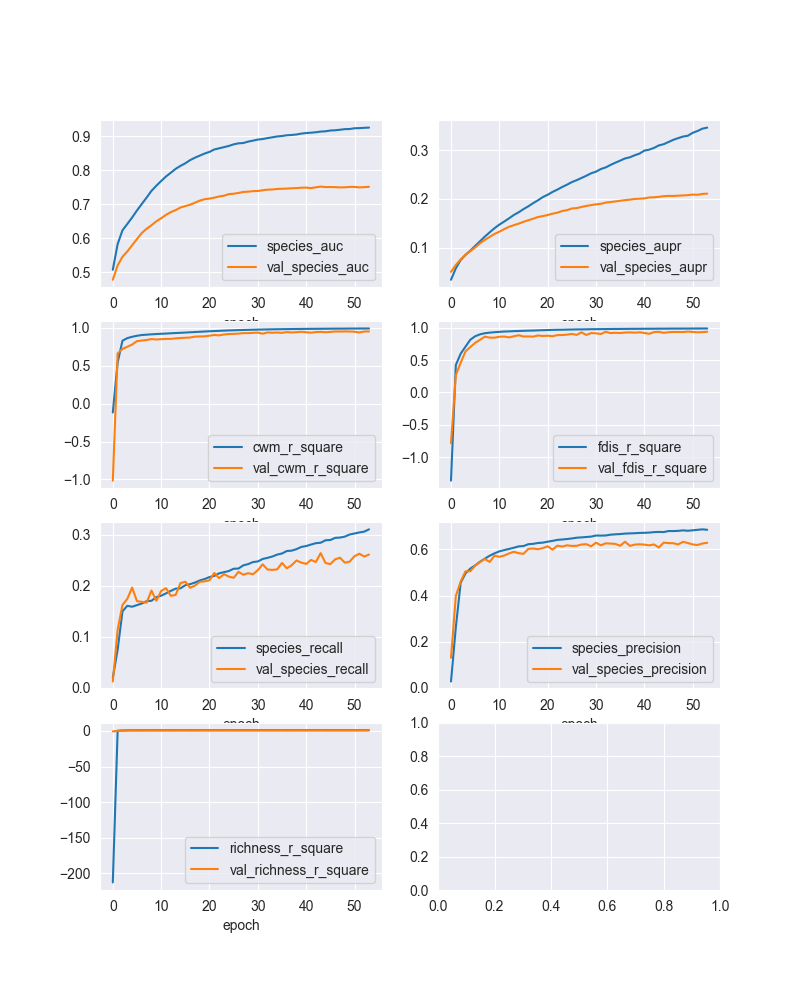 0.9
0.8
0.7
0.6
0.5
species_auc
val_species_auc
0 10 20 30 40 50
epoch
0.3
0.2
0.1
species_aupr
val_species_aupr
0 10 20 30 40 50
epoch
1.0
0.5
0.0
−0.5
−1.0
cwm_r_square
val_cwm_r_square
0 10 20 30 40 50
epoch
1.0
0.5
0.0
−0.5
−1.0
fdis_r_square
val_fdis_r_square
0 10 20 30 40 50
epoch
0.3
0.2
0.1
0.0
species_recall
val_species_recall
0 10 20 30 40 50
epoch
0.6
0.4
0.2
0.0
species_precision
val_species_precision
0 10 20 30 40 50
epoch
0
−50
−100
−150
−200
richness_r_square
val_richness_r_square
0 10 20 30 40 50
epoch
1.0
0.8
0.6
0.4
0.2
0.0
0.0 0.2 0.4 0.6 0.8 1.0